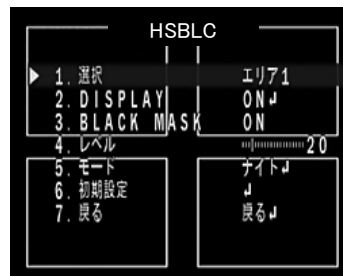 HSBLC
1. 選択 エリア1
2. DISPLAY ON↲
3. BLACK MASK ON
4. レベル 20
5. モード ナイト↲
6. 初期設定 ↲
7. 戻る 戻る↲